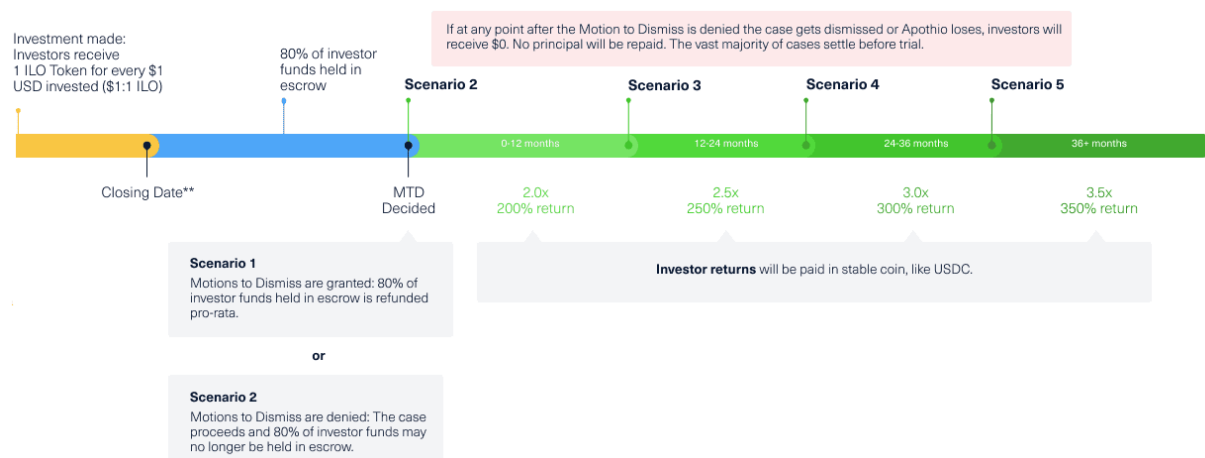 If at any point after the Motion to Dismiss is denied the case gets dismissed or Apothio loses, investors will
receive $0. No principal will be repaid. The vast majority of cases settle before trial.
Investment made:
Investors receive
1 ILO Token for every $1
USD invested ($1:1 ILO)
80% of investor
funds held in
escrow
Scenario 2
Scenario 3
Scenario 4
Scenario 5
0-12 months
12-24 months
24-36 months
36+ months
Closing Date**
MTD
Decided
2.0x
200% return
2.5x
250% return
3.0x
300% return
3.5x
350% return
Scenario 1
Motions to Dismiss are granted: 80% of
investor funds held in escrow is refunded
pro-rata.
Investor returns will be paid in stable coin, like USDC.
or
Scenario 2
Motions to Dismiss are denied: The case
proceeds and 80% of investor funds may
no longer be held in escrow.